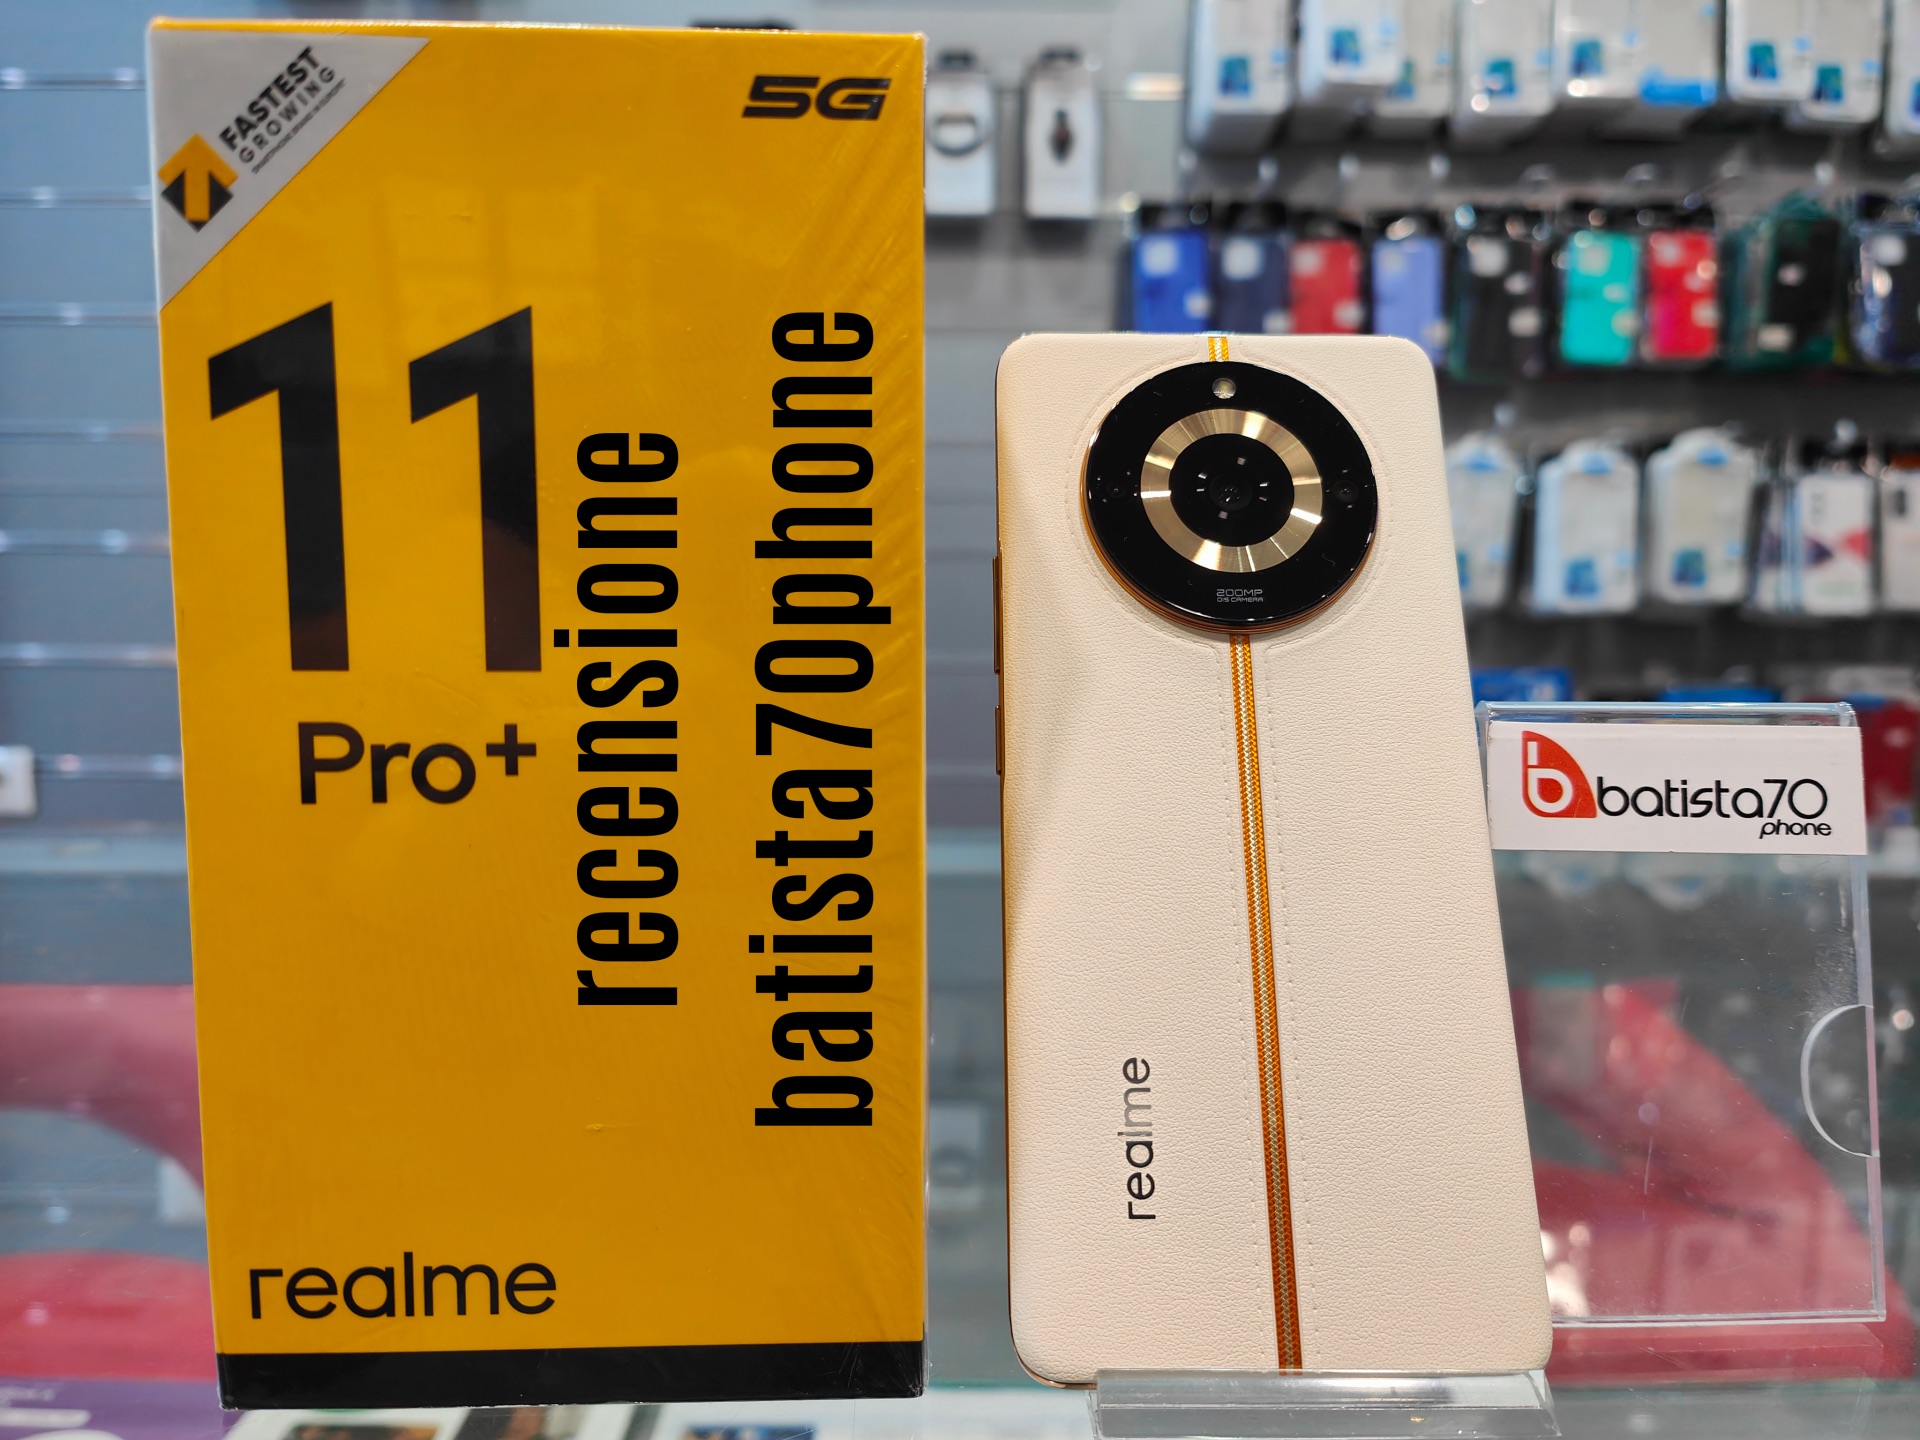 FASTEST
GROWING
5G
11
Pro+
recensione
batista70phone
realme
200MP
OIS CAMERA
realme
batista70
phone